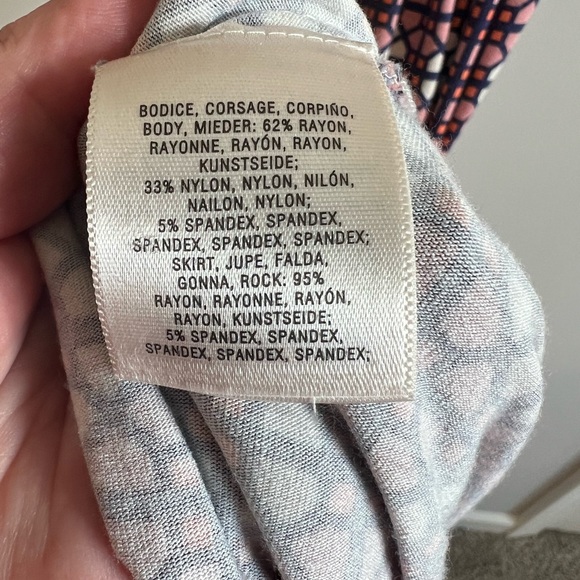 BODICE, CORSAGE, CORPIÑO,
BODY, MIEDER: 62% RAYON,
RAYONNE, RAYÓN, RAYON,
KUNSTSEIDE;
33% NYLON, NYLON, NILÓN,
NAILON, NYLON;
5% SPANDEX, SPANDEX,
SPANDEX, SPANDEX, SPANDEX;
SKIRT, JUPE, FALDA,
GONNA, ROCK: 95%
RAYON, RAYONNE, RAYÓN,
RAYON, KUNSTSEIDE;
5% SPANDEX, SPANDEX,
SPANDEX, SPANDEX, SPANDEX;